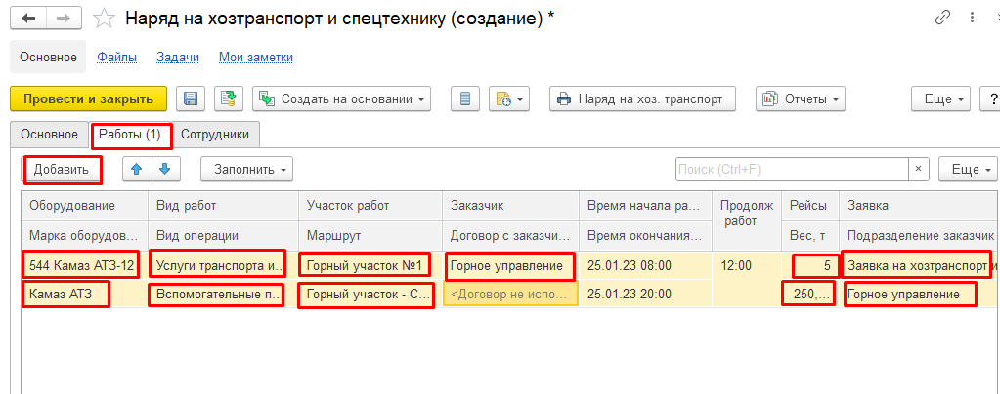 Наряд на хозтранспорт и спецтехнику (создание) *
Основное Файлы Задачи Мои заметки
Провести и закрыть Создать на основании Наряд на хоз. транспорт Отчеты Еще ?
Основное Работы (1) Сотрудники
Добавить Заполнить Поиск (Ctrl+F) × Еще
Оборудование Вид работ Участок работ Заказчик Время начала ра... Продолж работ Рейсы Заявка
Марка оборудов... Вид операции Маршрут Договор с заказчи... Время окончания... Вес, т Подразделение заказчик
544 Камаз АТЗ-12 Услуги транспорта и... Горный участок №1 Горное управление 25.01.23 08:00 12:00 5 Заявка на хозтранспорт и
Камаз АТЗ Вспомогательные п... Горный участок - С... <Договор не испо... 25.01.23 20:00 250,... Горное управление